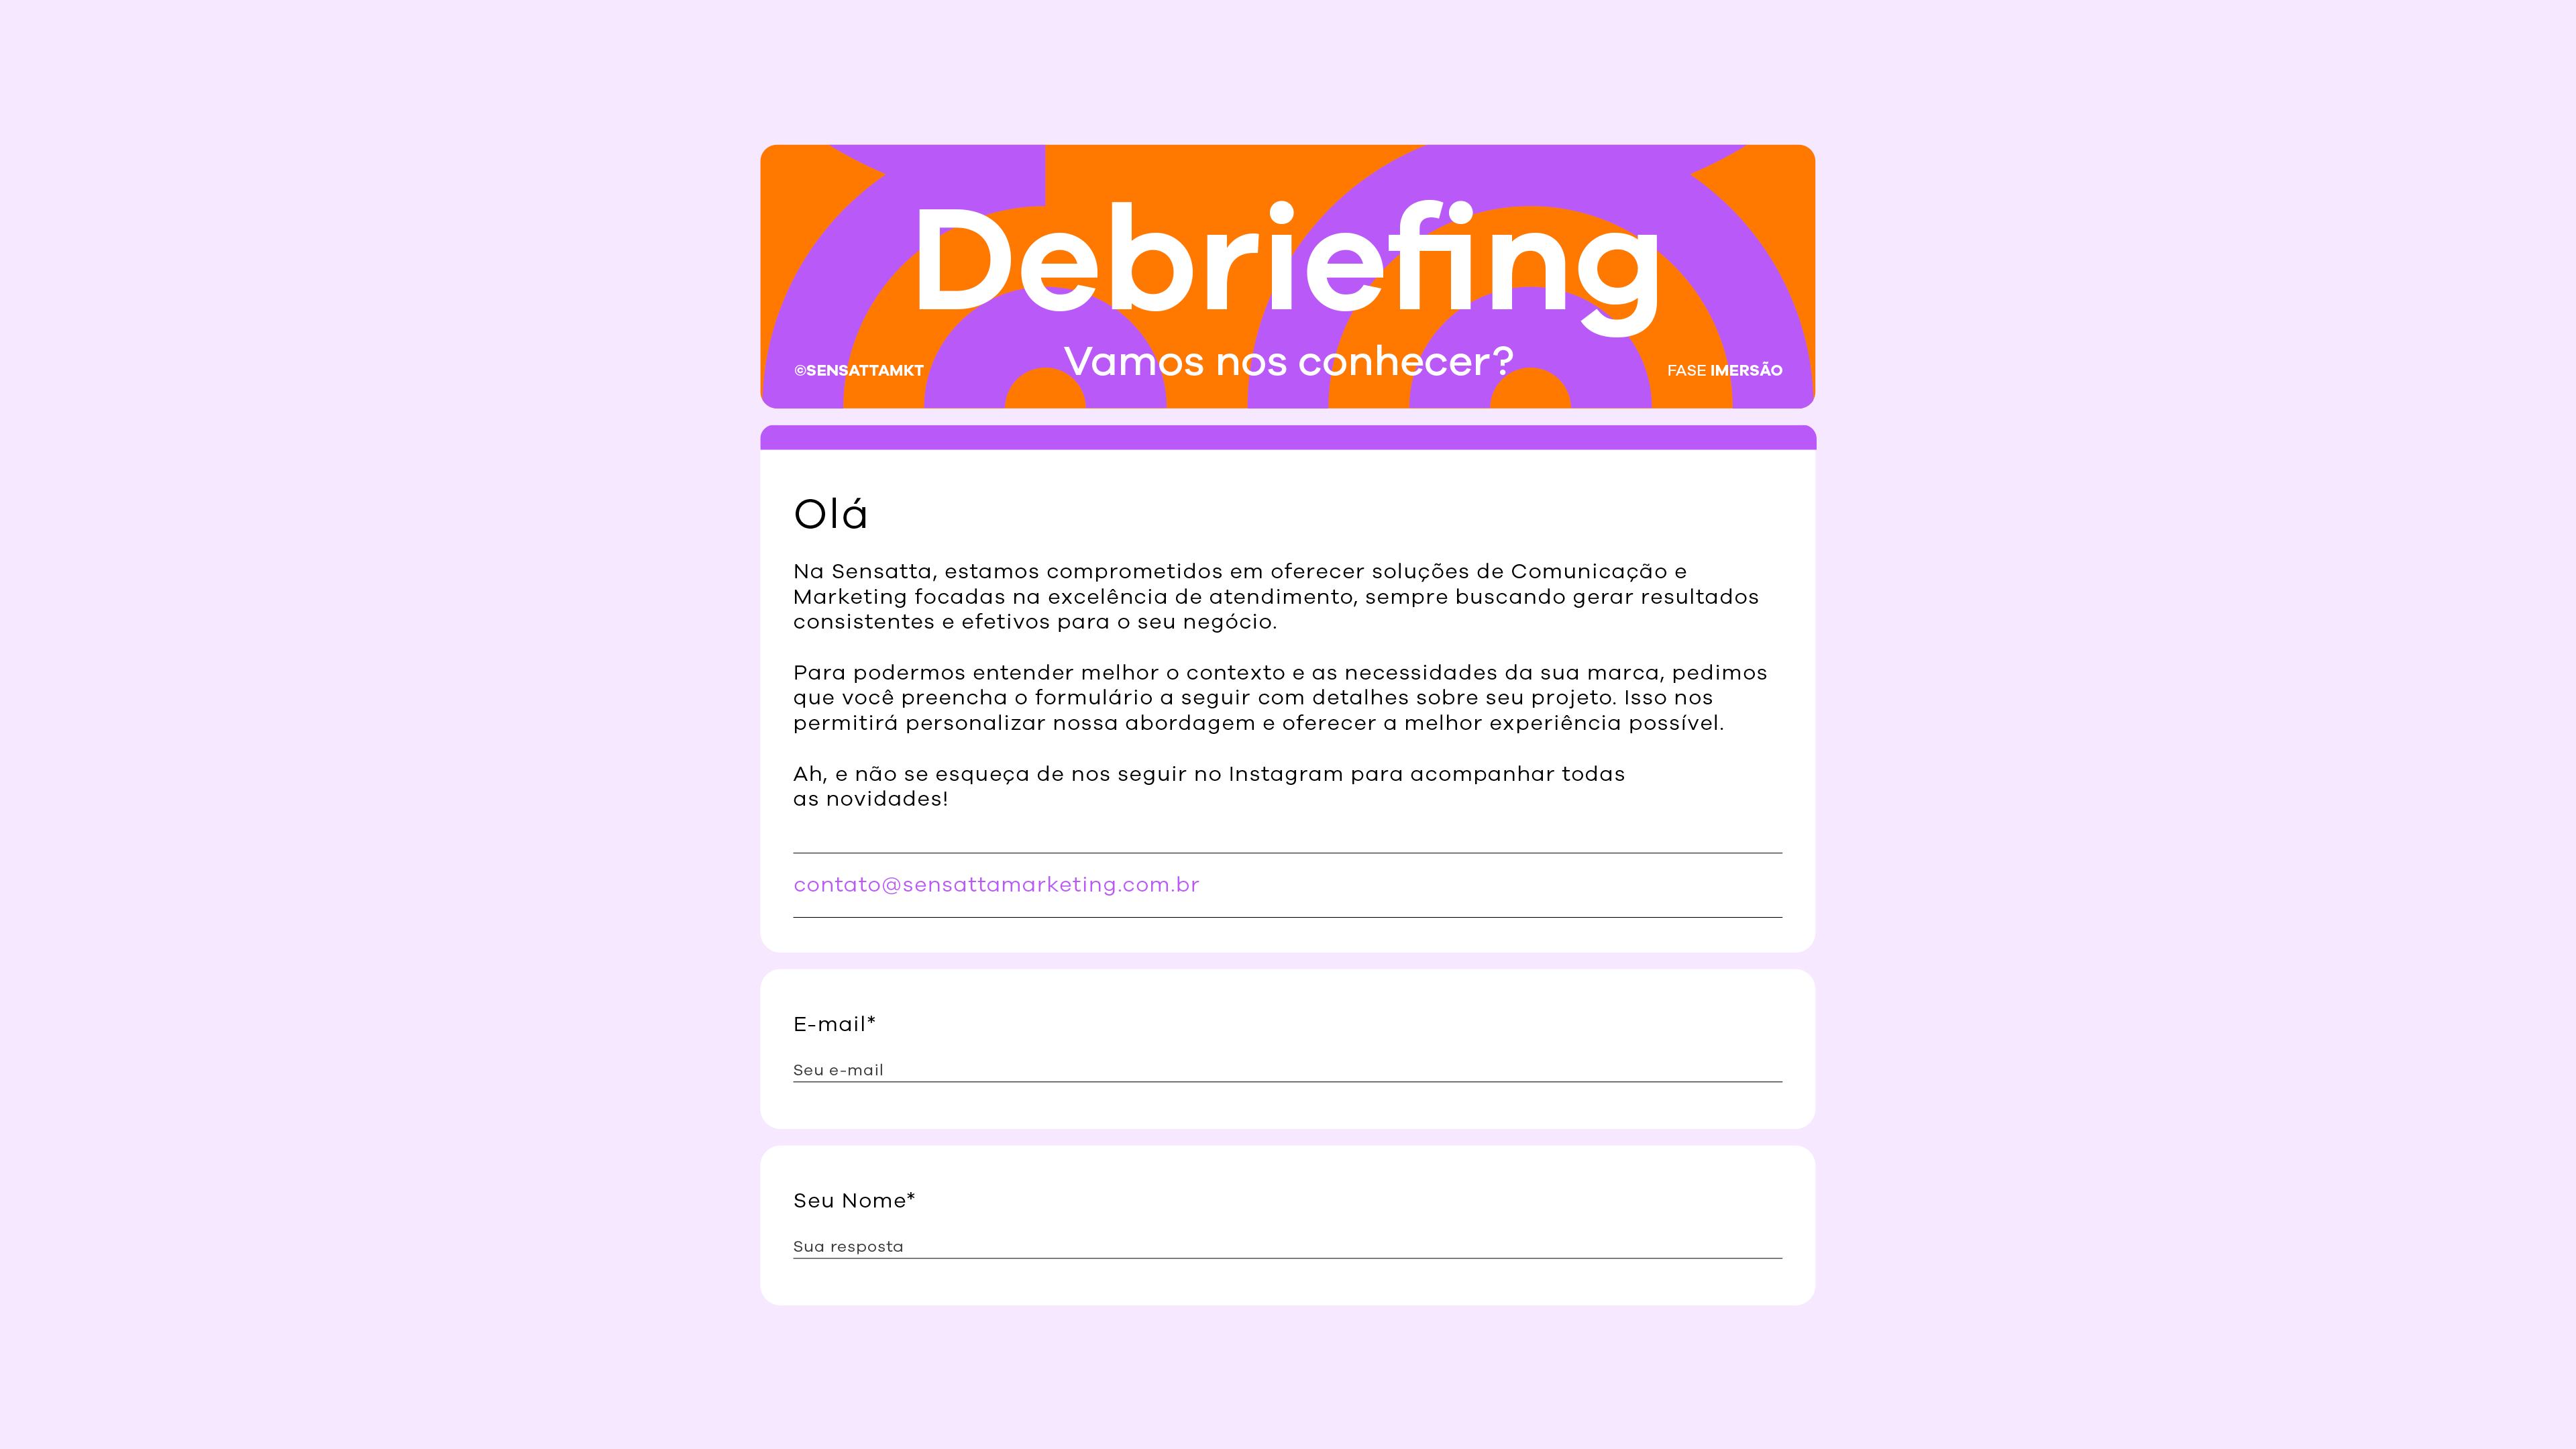 Debriefing
Vamos nos conhecer?
©SENSATTAMKT
FASE IMERSÃO
Olá
Na Sensatta, estamos comprometidos em oferecer soluções de Comunicação e
Marketing focadas na excelência de atendimento, sempre buscando gerar resultados
consistentes e efetivos para o seu negócio.
Para podermos entender melhor o contexto e as necessidades da sua marca, pedimos
que você preencha o formulário a seguir com detalhes sobre seu projeto. Isso nos
permitirá personalizar nossa abordagem e oferecer a melhor experiência possível.
Ah, e não se esqueça de nos seguir no Instagram para acompanhar todas
as novidades!
contato@sensattamarketing.com.br
E-mail*
Seu e-mail
Seu Nome*
Sua resposta